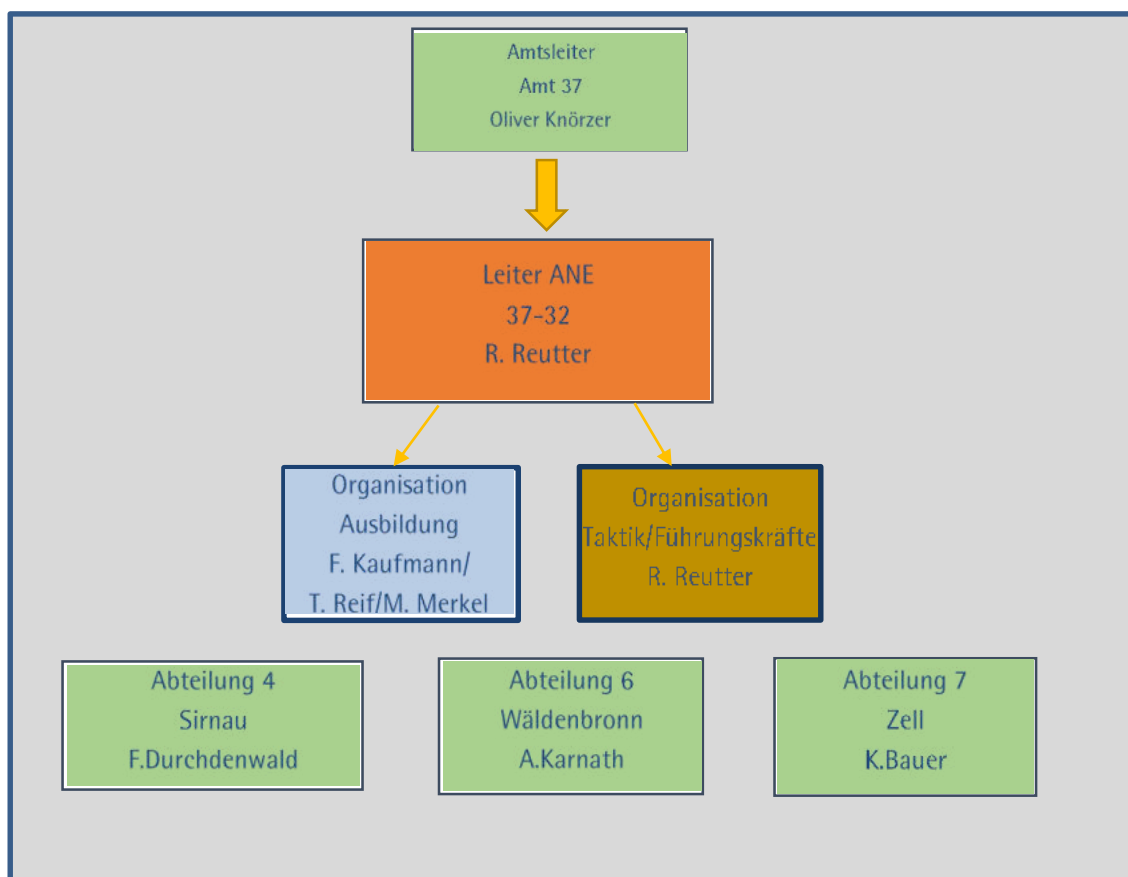 Amtsleiter
Amt 37
Oliver Knörzer
Leiter ANE
37-32
R. Reutter
Organisation
Ausbildung
F. Kaufmann/
T. Reif/M. Merkel
Organisation
Taktik/Führungskräfte
R. Reutter
Abteilung 4
Sirnau
F.Durchdenwald
Abteilung 6
Wäldenbronn
A.Karnath
Abteilung 7
Zell
K.Bauer